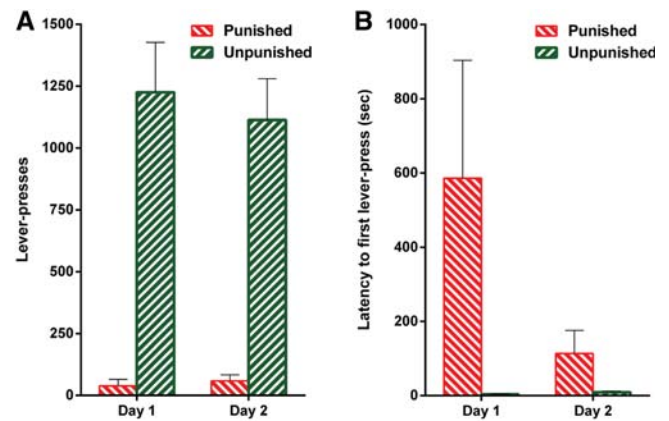 A
Punished
Unpunished
Lever-presses
1500
1250
1000
750
500
250
0
Day 1
Day 2
B
Punished
Unpunished
Latency to first lever-press (sec)
1000
800
600
400
200
0
Day 1
Day 2